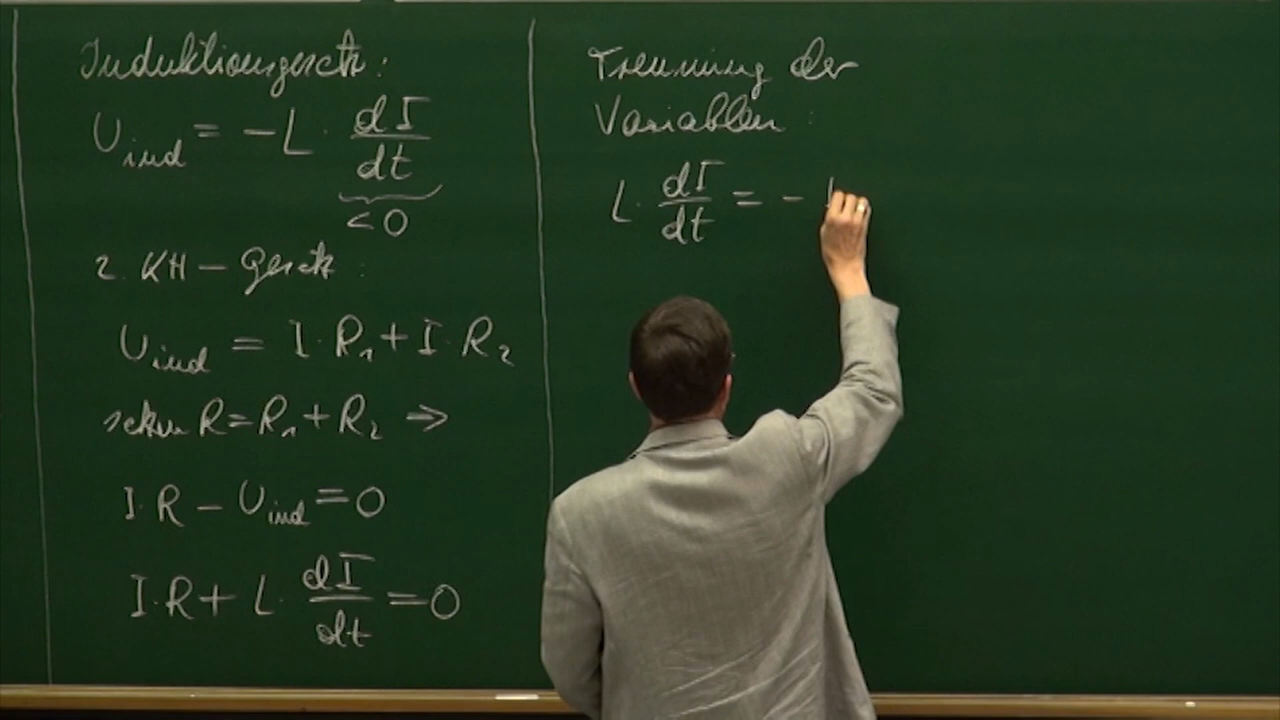 Induktionsgesetz:
U_ind = -L · dI/dt
< 0
2. KH - Gesetz :
U_ind = I · R₁ + I · R₂
R = R₁ + R₂ ⇒
I · R - U_ind = 0
I · R + L · dI/dt = 0
Trennung der
Variablen :
L · dI/dt = -